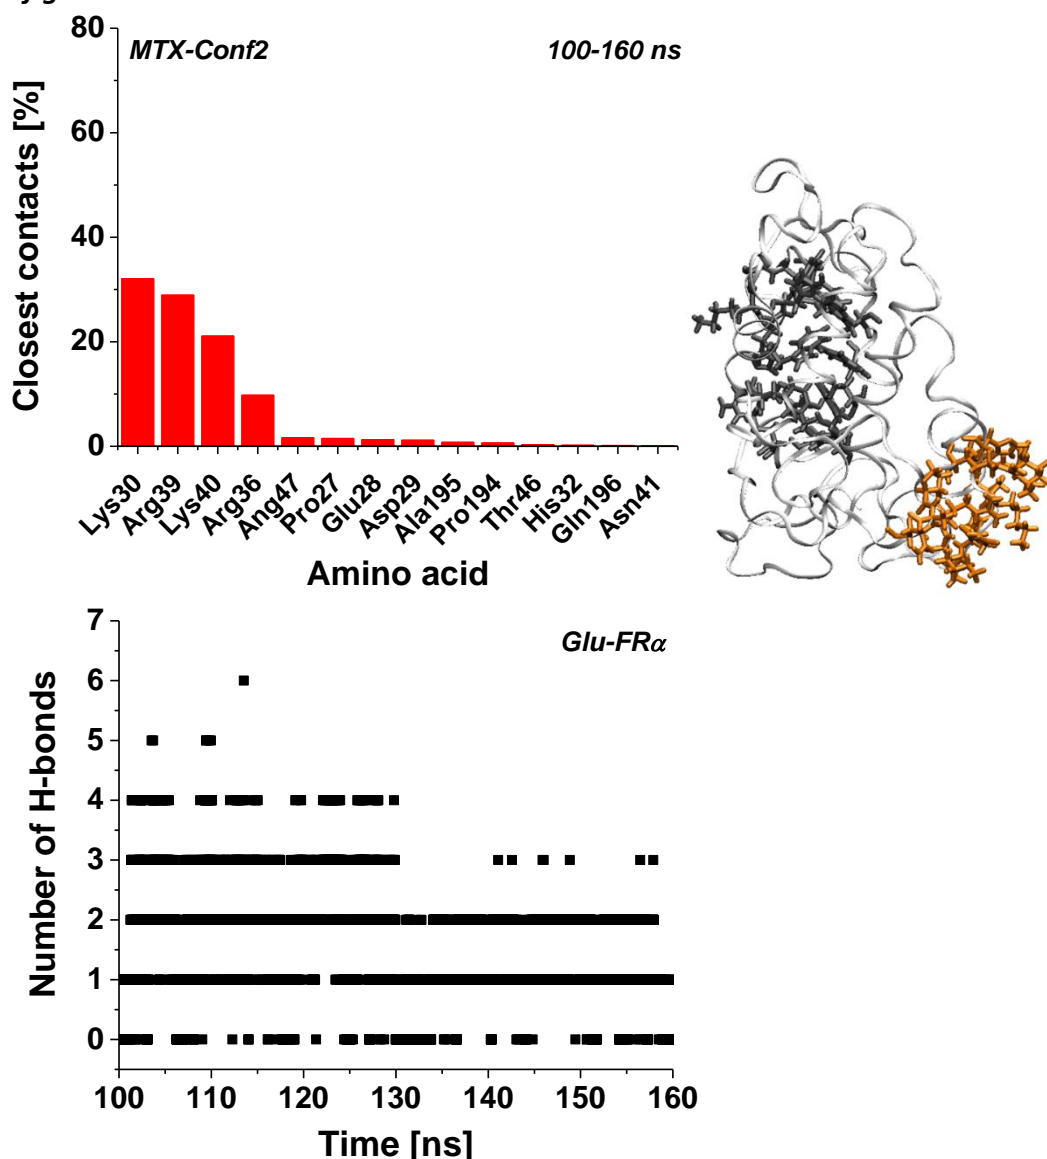 80
MTX-Conf2
100-160 ns
60
40
20
0
Closest contacts [%]
Lys30
Arg39
Lys40
Arg36
Ang47
Pro27
Glu28
Asp29
Ala195
Pro194
Thr46
His32
Gln196
Asn41
Amino acid
7
Glu-FRα
6
5
4
3
2
1
0
Number of H-bonds
100 110 120 130 140 150 160
Time [ns]